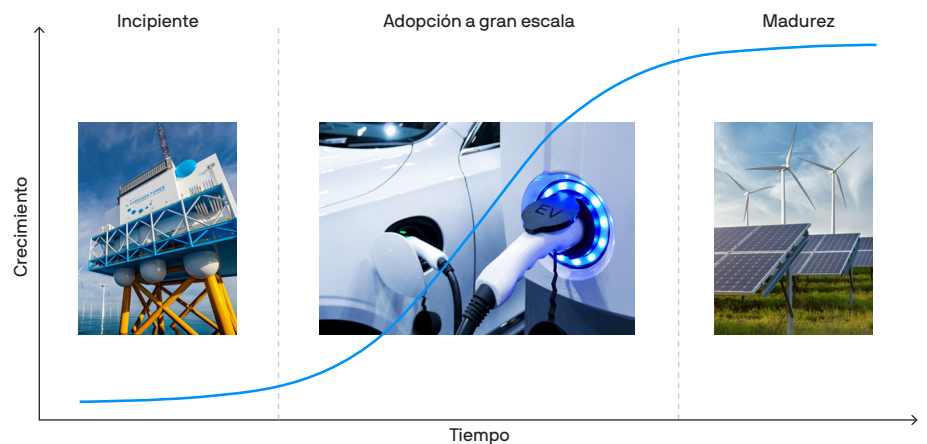 Incipiente
Adopción a gran escala
Madurez
Crecimiento
EV
Tiempo